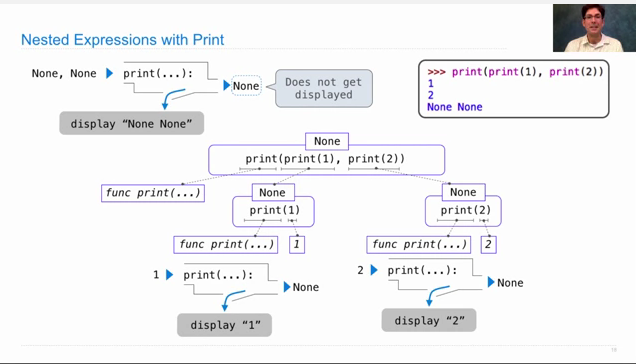 Nested Expressions with Print
None, None
print(...):
None
Does not get
displayed
display “None None”
>>> print(print(1), print(2))
1
2
None None
None
print(print(1), print(2))
func print(...)
None
print(1)
func print(...)
1
None
print(2)
func print(...)
2
1
print(...):
None
display “1”
2
print(...):
None
display “2”